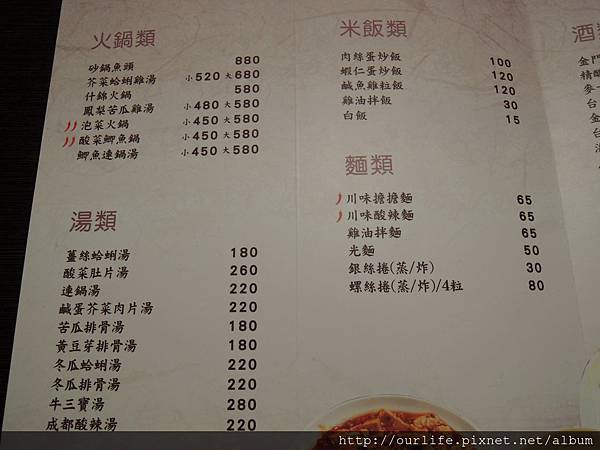 火鍋類
砂鍋魚頭 880
芥菜蛤蜊雞湯 小520 大680
什錦火鍋 580
鳳梨苦瓜雞湯 小480 大580
泡菜火鍋 小450 大580
酸菜鯽魚鍋 小450 大580
鯽魚連鍋湯 小450 大580
湯類
薑絲蛤蜊湯 180
酸菜肚片湯 260
連鍋湯 220
鹹蛋芥菜肉片湯 220
苦瓜排骨湯 180
黃豆芽排骨湯 180
冬瓜蛤蜊湯 220
冬瓜排骨湯 220
牛三寶湯 280
成都酸辣湯 220
米飯類
肉絲蛋炒飯 100
蝦仁蛋炒飯 120
鹹魚雞粒飯 120
雞油拌飯 30
白飯 15
麵類
川味擔擔麵 65
川味酸辣麵 65
雞油拌麵 65
光麵 50
銀絲捲(蒸/炸) 30
螺絲捲(蒸/炸)/4粒 80
酒
金門
精釀
麥
台
金
台
http://ourlife.pixnet.net/album